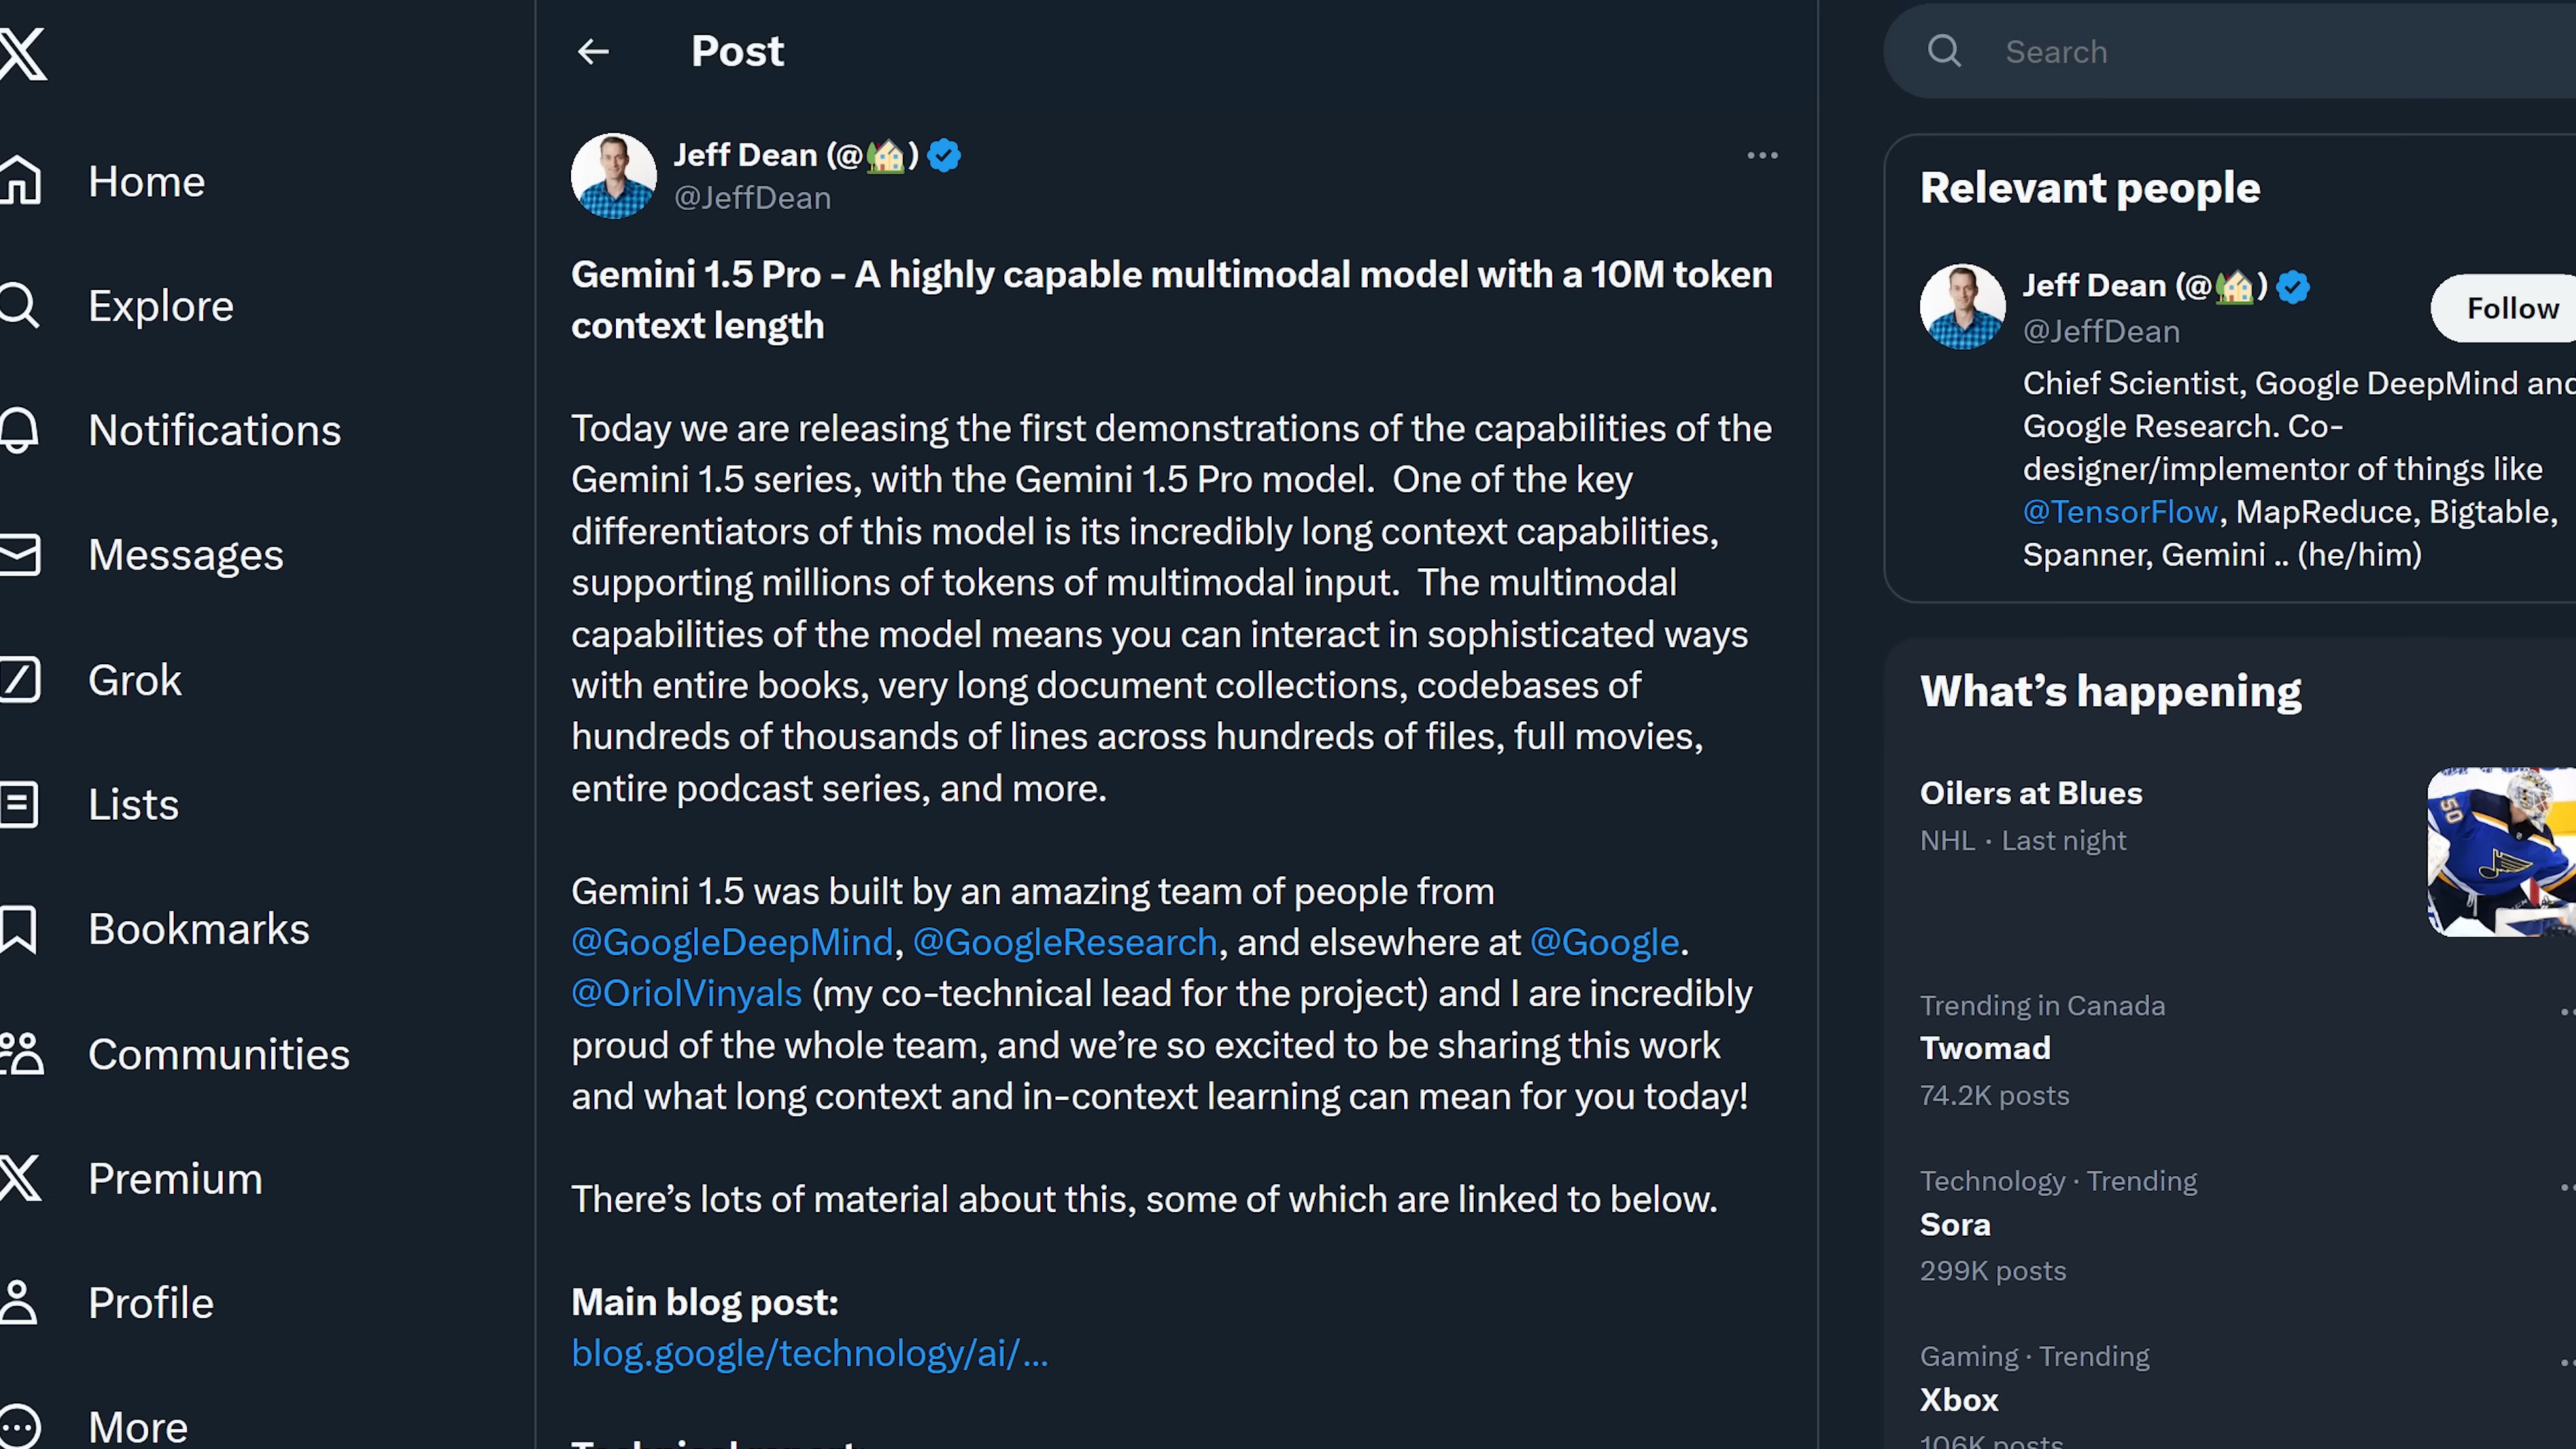 Home
Explore
Notifications
Messages
Grok
Lists
Bookmarks
Communities
Premium
Profile
More
Post
Jeff Dean (@🏡)
@JeffDean
Gemini 1.5 Pro - A highly capable multimodal model with a 10M token
context length
Today we are releasing the first demonstrations of the capabilities of the
Gemini 1.5 series, with the Gemini 1.5 Pro model.  One of the key
differentiators of this model is its incredibly long context capabilities,
supporting millions of tokens of multimodal input.  The multimodal
capabilities of the model means you can interact in sophisticated ways
with entire books, very long document collections, codebases of
hundreds of thousands of lines across hundreds of files, full movies,
entire podcast series, and more.
Gemini 1.5 was built by an amazing team of people from
@GoogleDeepMind, @GoogleResearch, and elsewhere at @Google.
@OriolVinyals (my co-technical lead for the project) and I are incredibly
proud of the whole team, and we’re so excited to be sharing this work
and what long context and in-context learning can mean for you today!
There’s lots of material about this, some of which are linked to below.
Main blog post:
blog.google/technology/ai/…
Search
Relevant people
Jeff Dean (@🏡)
@JeffDean
Follow
Chief Scientist, Google DeepMind and
Google Research. Co-
designer/implementor of things like
@TensorFlow, MapReduce, Bigtable,
Spanner, Gemini .. (he/him)
What’s happening
Oilers at Blues
NHL · Last night
50
Trending in Canada
Twomad
74.2K posts
Technology · Trending
Sora
299K posts
Gaming · Trending
Xbox
106K posts